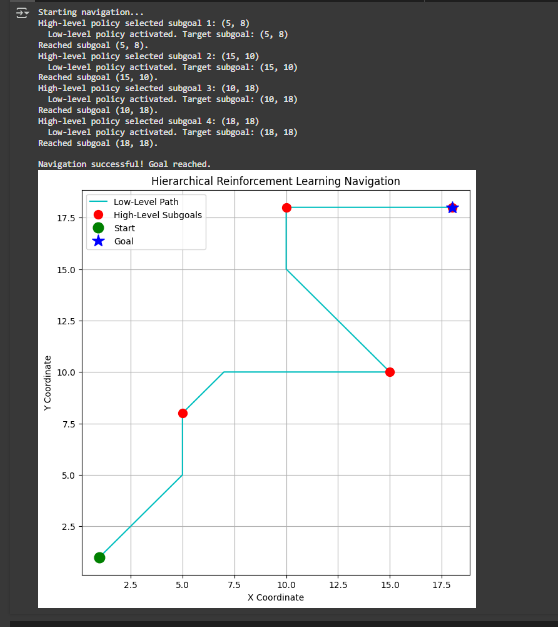 Starting navigation...
High-level policy selected subgoal 1: (5, 8)
Low-level policy activated. Target subgoal: (5, 8)
Reached subgoal (5, 8).
High-level policy selected subgoal 2: (15, 10)
Low-level policy activated. Target subgoal: (15, 10)
Reached subgoal (15, 10).
High-level policy selected subgoal 3: (10, 18)
Low-level policy activated. Target subgoal: (10, 18)
Reached subgoal (10, 18).
High-level policy selected subgoal 4: (18, 18)
Low-level policy activated. Target subgoal: (18, 18)
Reached subgoal (18, 18).
Navigation successful! Goal reached.
Hierarchical Reinforcement Learning Navigation
Low-Level Path
High-Level Subgoals
Start
Goal
Y Coordinate
17.5
15.0
12.5
10.0
7.5
5.0
2.5
2.5 5.0 7.5 10.0 12.5 15.0 17.5
X Coordinate